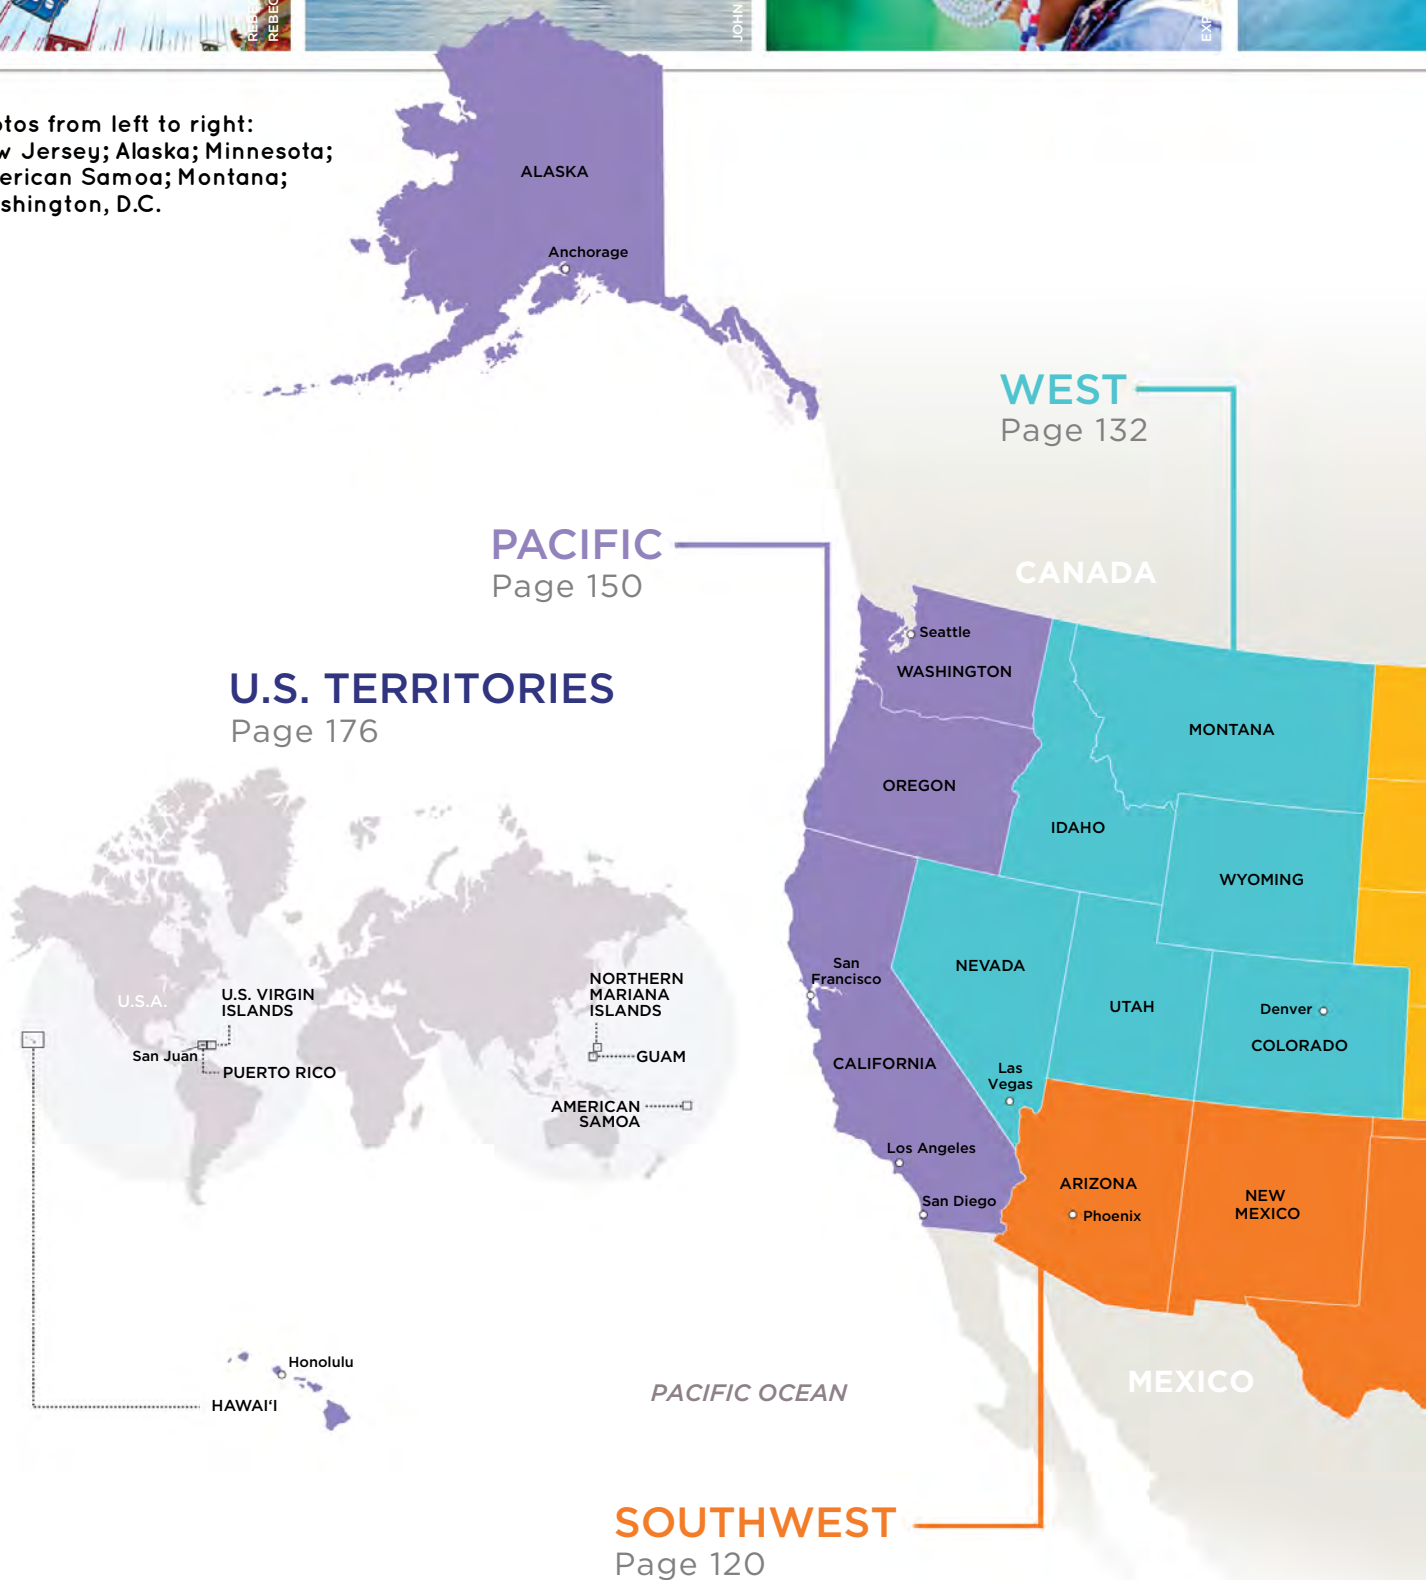 otos from left to right:
w Jersey; Alaska; Minnesota;
erican Samoa; Montana;
shington, D.C.
ALASKA
Anchorage
WEST
Page 132
PACIFIC
Page 150
CANADA
Seattle
WASHINGTON
U.S. TERRITORIES
Page 176
MONTANA
OREGON
IDAHO
WYOMING
San
Francisco
NEVADA
UTAH
Denver
COLORADO
CALIFORNIA
Las
Vegas
U.S.A.
U.S. VIRGIN
ISLANDS
San Juan
PUERTO RICO
NORTHERN
MARIANA
ISLANDS
GUAM
AMERICAN
SAMOA
Los Angeles
San Diego
ARIZONA
Phoenix
NEW
MEXICO
Honolulu
HAWAI‘I
PACIFIC OCEAN
MEXICO
SOUTHWEST
Page 120
JOHN